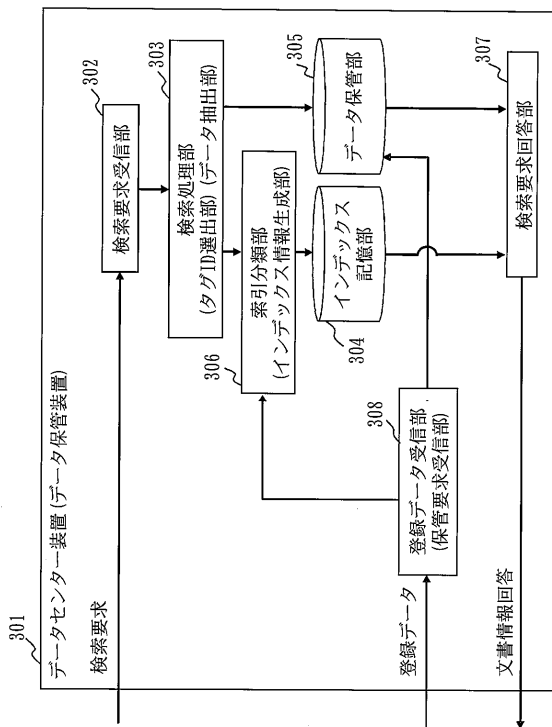 301
データセンター装置(データ保管装置)
検索要求
302
検索要求受信部
303
検索処理部
(タグID選出部)(データ抽出部)
306
索引分類部
(インデックス情報生成部)
304
インデックス
記憶部
305
データ保管部
登録データ
308
登録データ受信部
(保管要求受信部)
307
検索要求回答部
文書情報回答